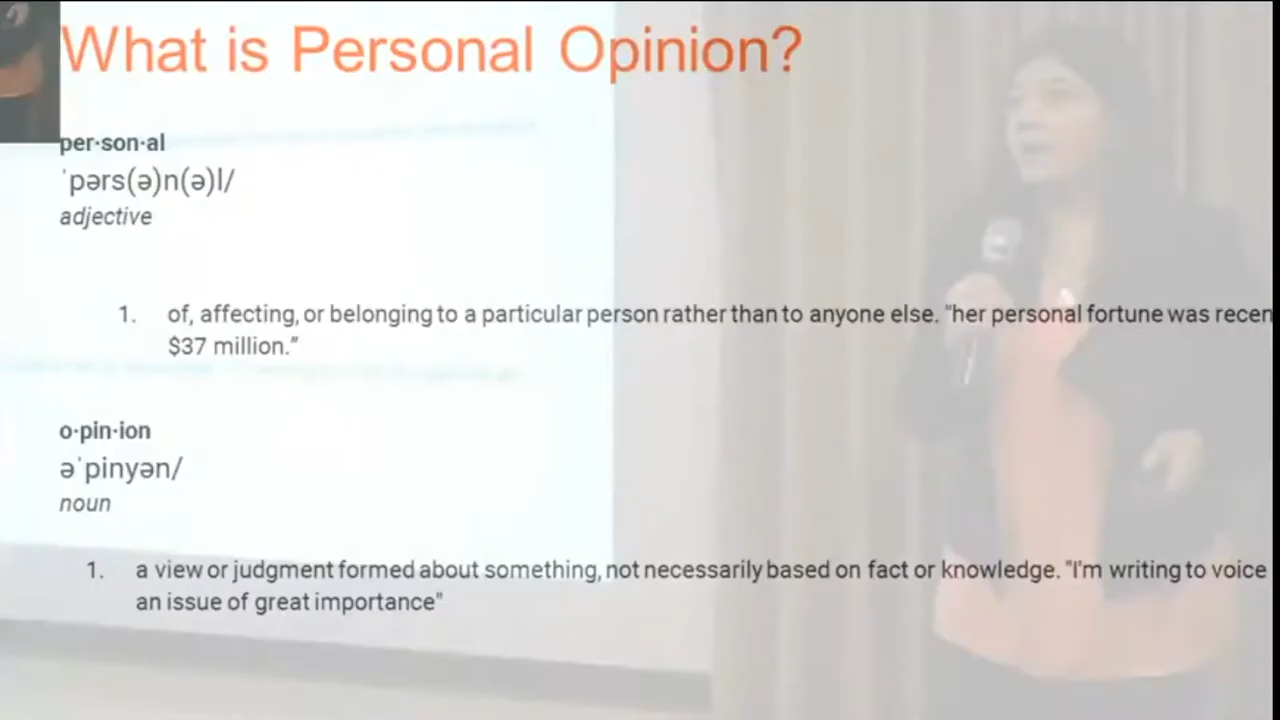 What is Personal Opinion?
per·son·al
ˈpərs(ə)n(ə)l/
adjective
1. of, affecting, or belonging to a particular person rather than to anyone else. "her personal fortune was recen
$37 million.”
o·pin·ion
əˈpinyən/
noun
1. a view or judgment formed about something, not necessarily based on fact or knowledge. "I'm writing to voice
an issue of great importance"